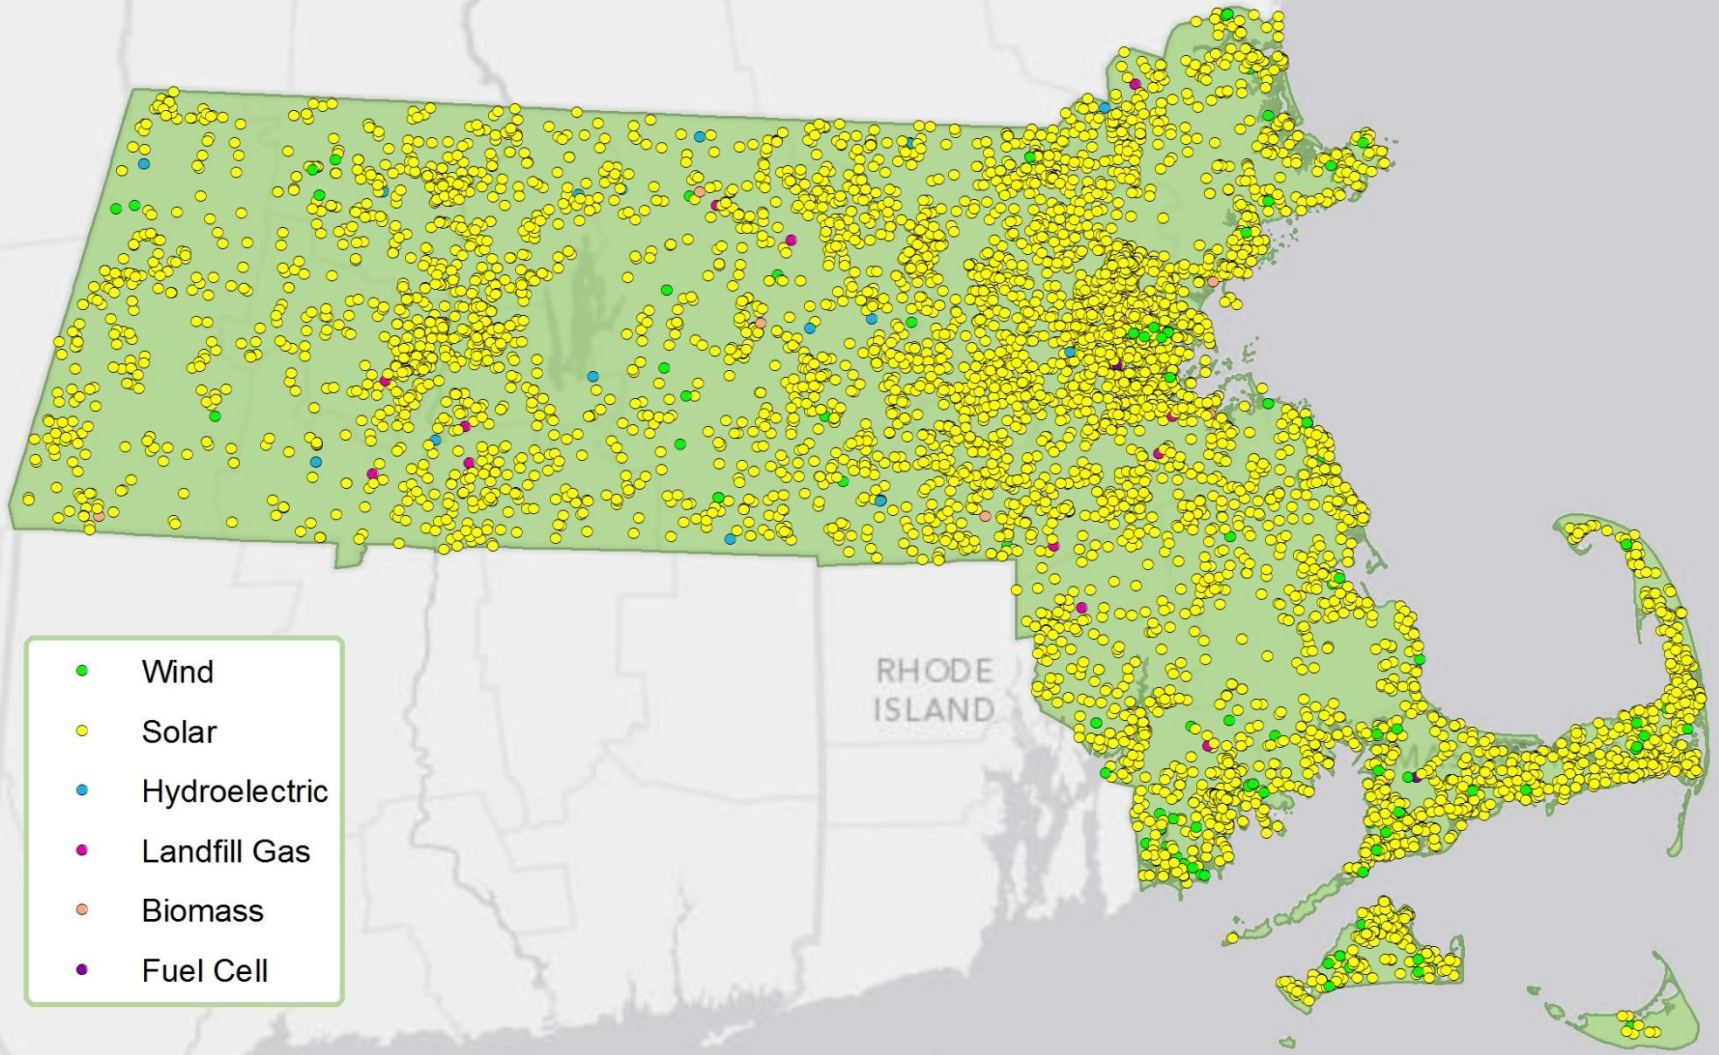 RHODE
ISLAND
Wind
Solar
Hydroelectric
Landfill Gas
Biomass
Fuel Cell